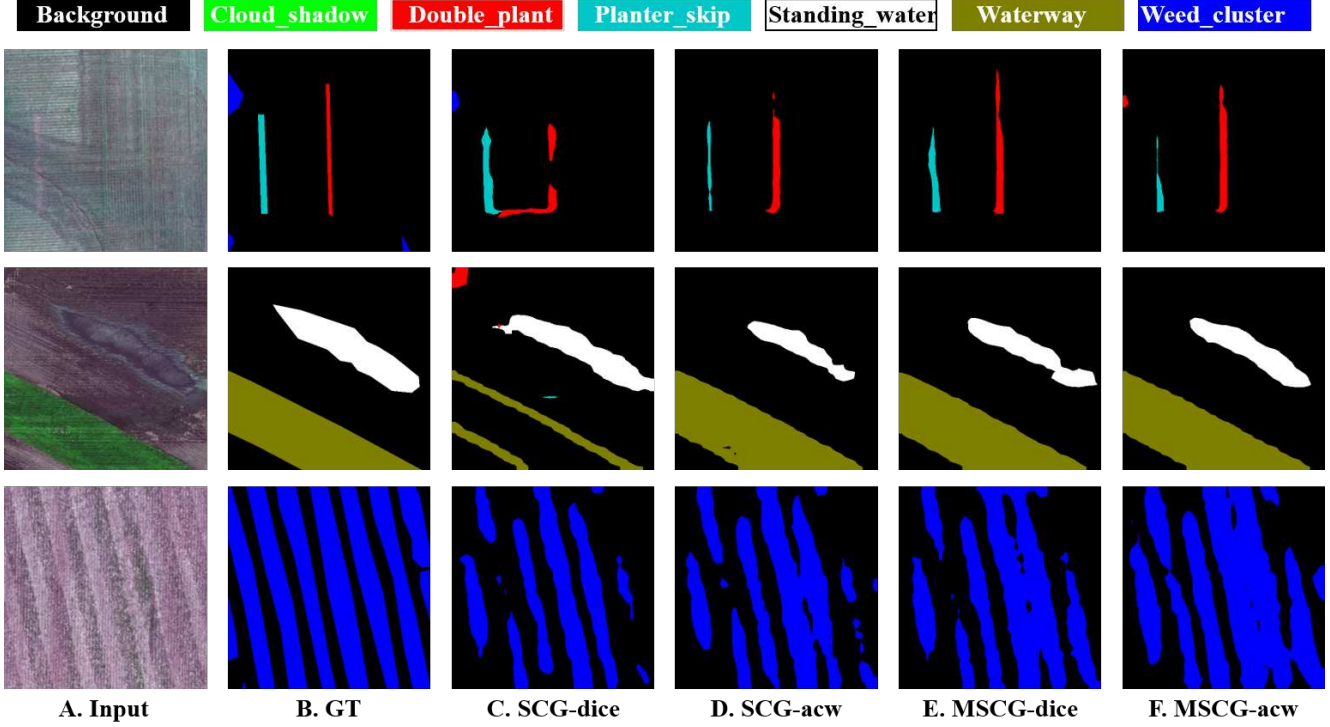 Background Cloud_shadow Double_plant Planter_skip Standing_water Waterway Weed_cluster
A. Input B. GT C. SCG-dice D. SCG-acw E. MSCG-dice F. MSCG-acw